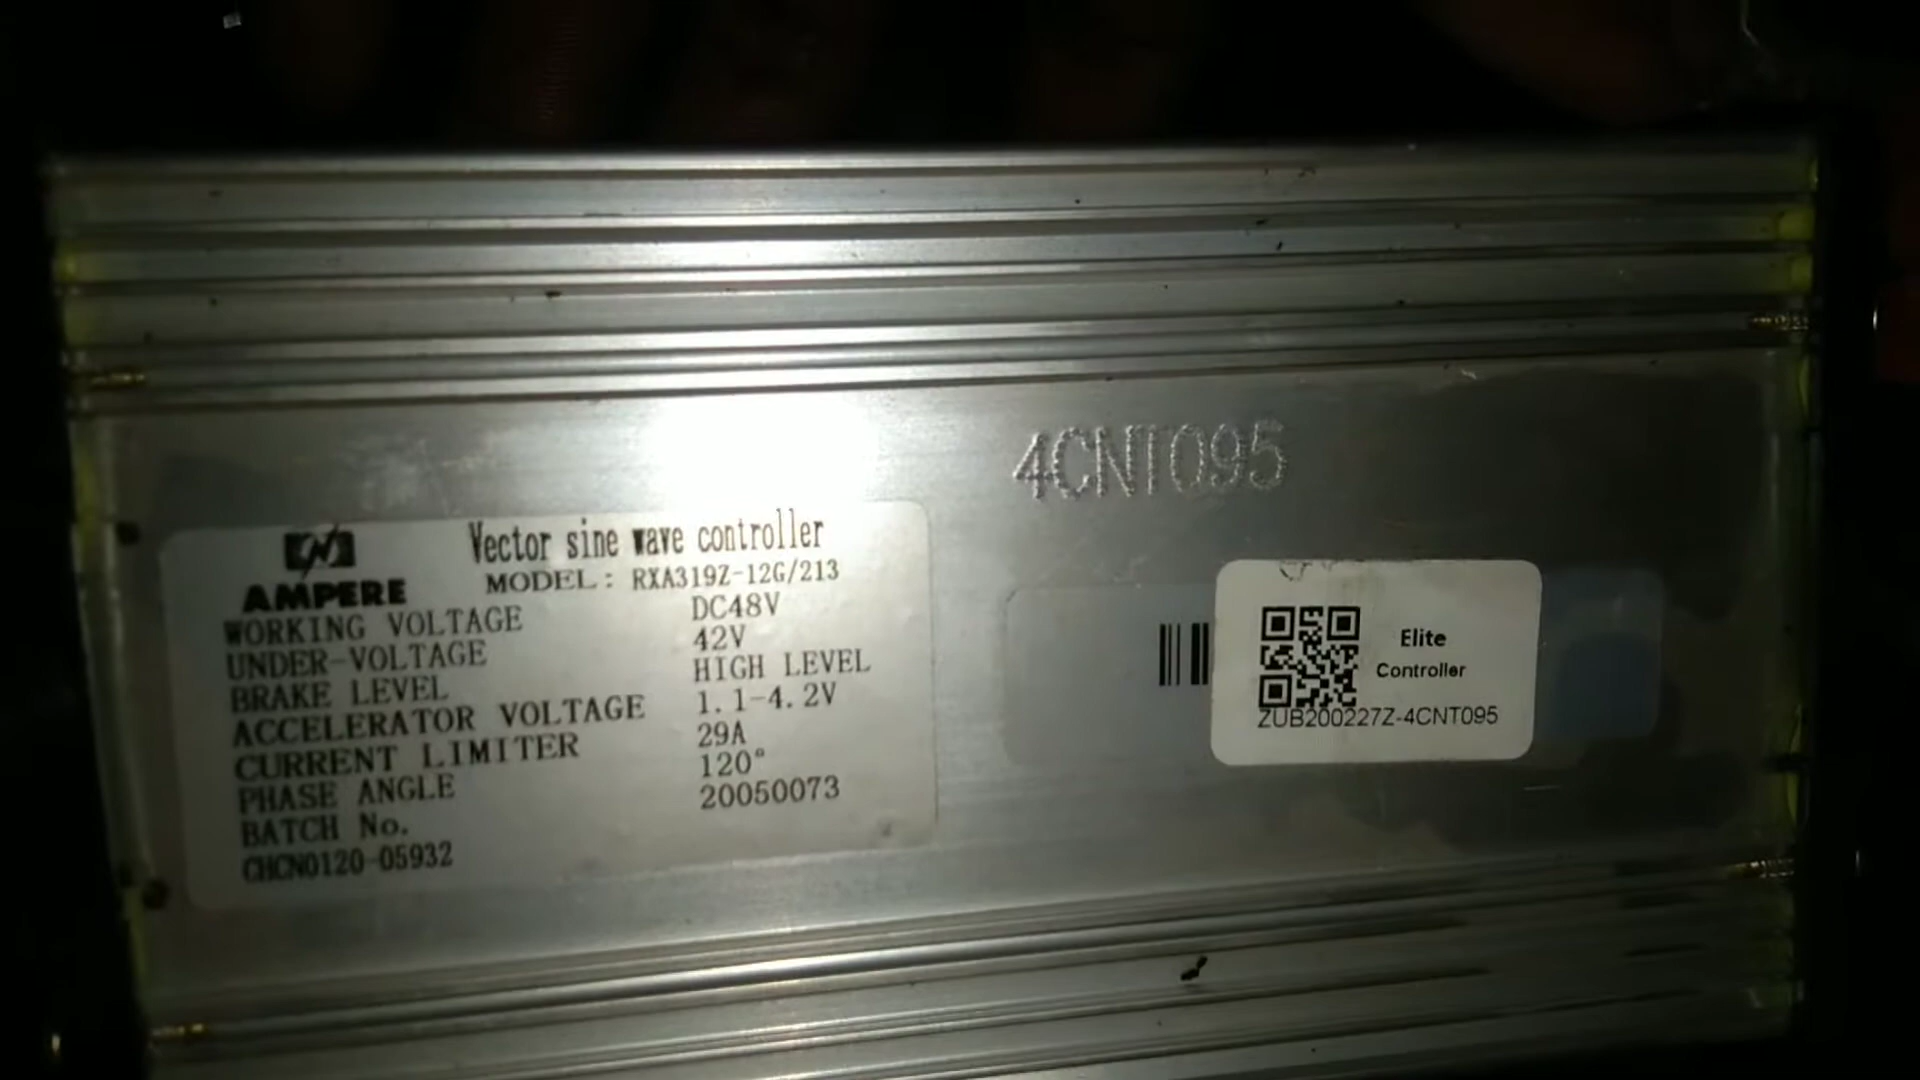 4CNT095
Vector sine wave controller
AMPERE
MODEL: RXA319Z-12G/213
WORKING VOLTAGE DC48V
UNDER-VOLTAGE 42V
BRAKE LEVEL HIGH LEVEL
ACCELERATOR VOLTAGE 1.1-4.2V
CURRENT LIMITER 29A
PHASE ANGLE 120°
BATCH No. 20050073
CHCN0120-05932
Elite
Controller
ZUB200227Z-4CNT095